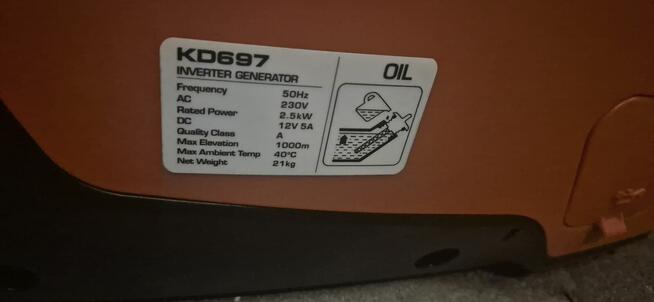 KD697
INVERTER GENERATOR
Frequency 50Hz
AC 230V
Rated Power 2.5kW
DC 12V 5A
Quality Class A
Max Elevation 1000m
Max Ambient Temp 40°C
Net Weight 21kg
OIL